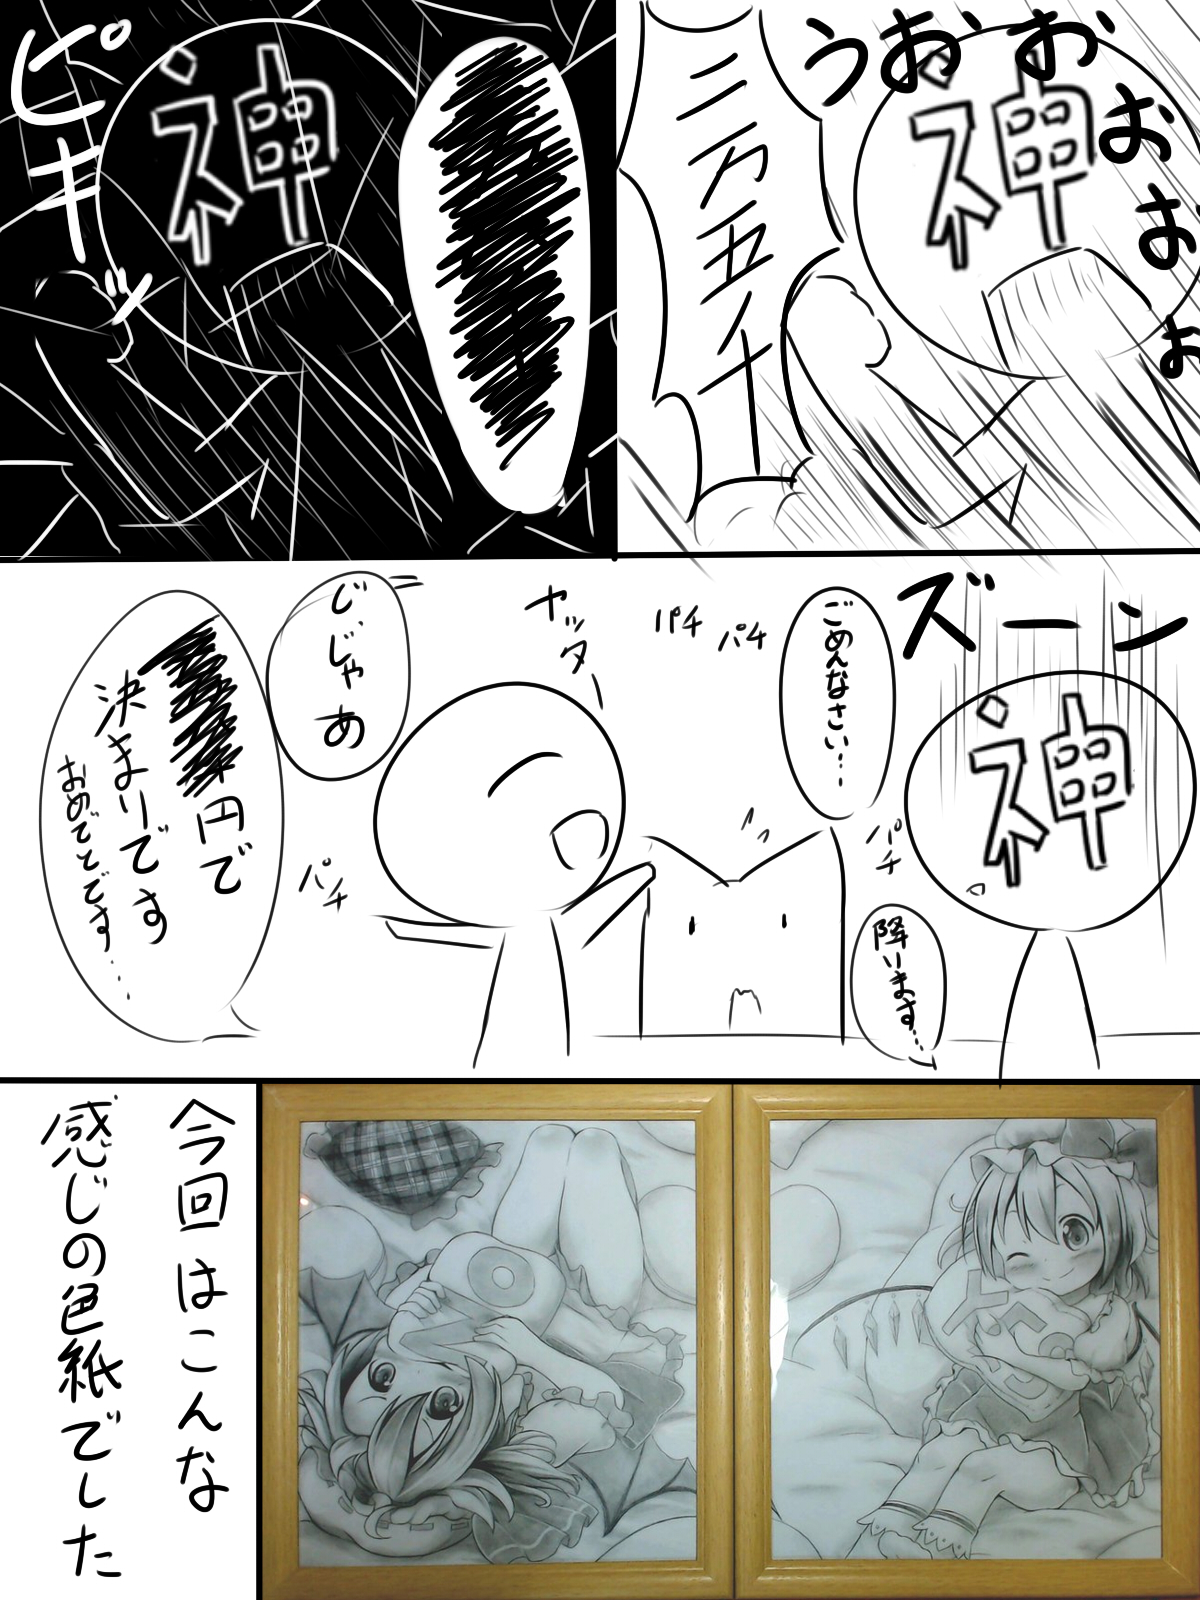 うおおおおおお
神
二万五千
神
ピキッ
ズーン
神
ごめんなさい…
降ります…
パチ
パチ
パチ
ヤッター
じ、じゃあ
円で
決まりです
おめでとです……
パチ
今回はこんな
感じの色紙でした